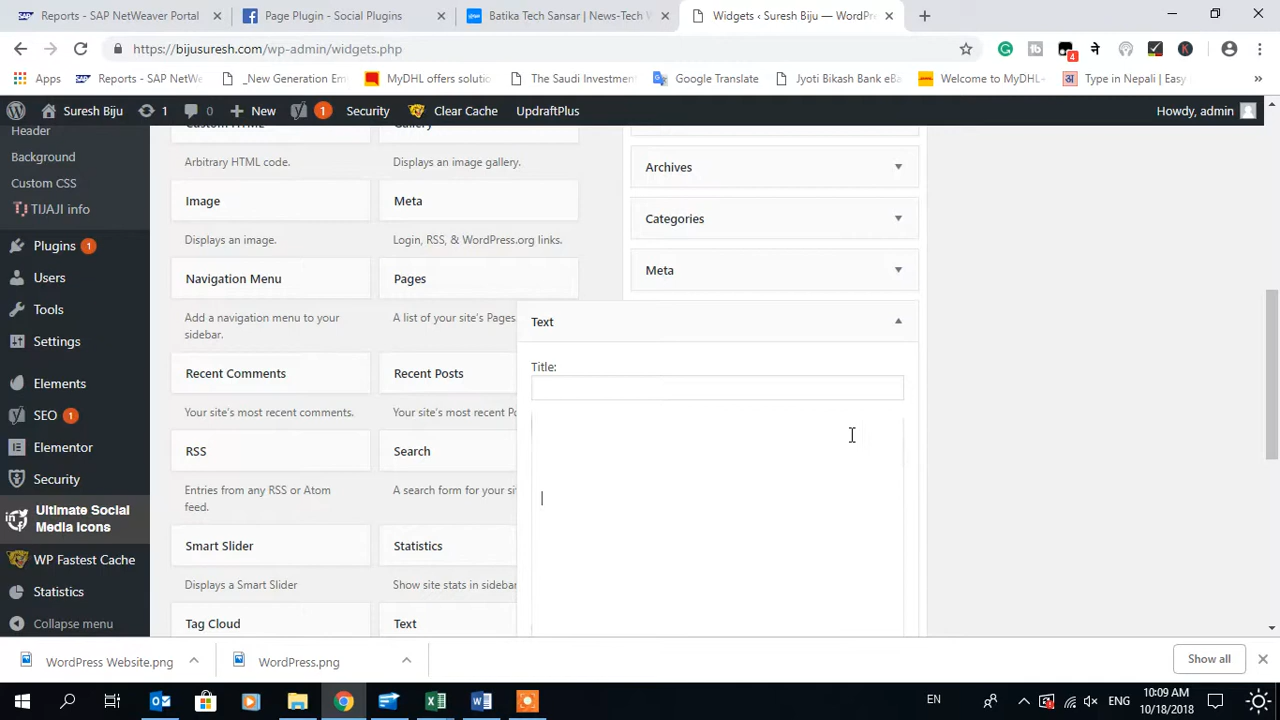 Reports - SAP NetWeaver Portal
Page Plugin - Social Plugins
Batika Tech Sansar | News-Tech W
Widgets ‹ Suresh Biju — WordPre
https://bijusuresh.com/wp-admin/widgets.php
4
ने
Apps
Reports - SAP NetWe
_New Generation Em
MyDHL offers soluti
The Saudi Investmen
Google Translate
Jyoti Bikash Bank eBa
Welcome to MyDHL
Type in Nepali | Easy
Suresh Biju
1
0
New
1
Security
Clear Cache
UpdraftPlus
Howdy, admin
Header
Background
Custom CSS
TIJAJI info
Plugins 1
Users
Tools
Settings
Elements
SEO 1
Elementor
Security
Ultimate Social
Media Icons
WP Fastest Cache
Statistics
Collapse menu
Custom HTML
Arbitrary HTML code.
Gallery
Displays an image gallery.
Image
Displays an image.
Meta
Login, RSS, & WordPress.org links.
Navigation Menu
Add a navigation menu to your
sidebar.
Pages
A list of your site's Pages
Recent Comments
Your site's most recent comments.
Recent Posts
Your site's most recent Po
RSS
Entries from any RSS or Atom
feed.
Search
A search form for your sit
Smart Slider
Displays a Smart Slider
Statistics
Show site stats in sidebar
Tag Cloud
Text
Archives
Categories
Meta
Text
Title:
WordPress Website.png
WordPress.png
Show all
EN
ENG
10:09 AM
10/18/2018